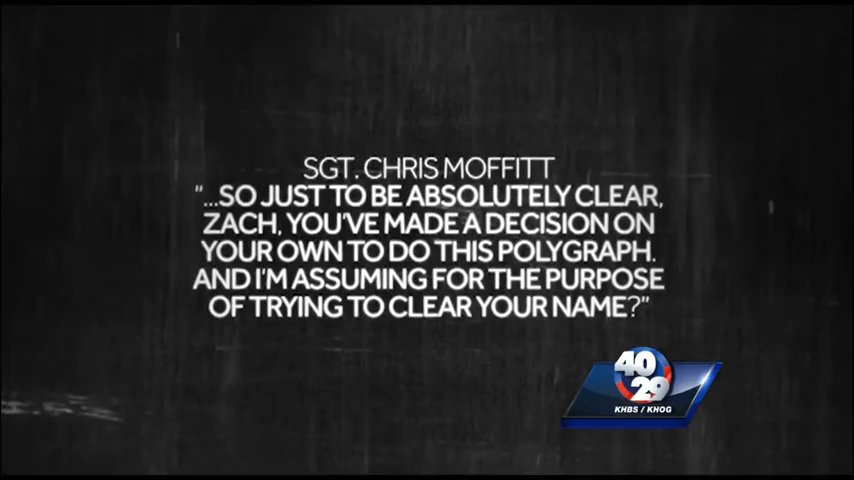 SGT. CHRIS MOFFITT
"...SO JUST TO BE ABSOLUTELY CLEAR,
ZACH, YOU'VE MADE A DECISION ON
YOUR OWN TO DO THIS POLYGRAPH.
AND I'M ASSUMING FOR THE PURPOSE
OF TRYING TO CLEAR YOUR NAME?"
40
29
KHBS / KHOG